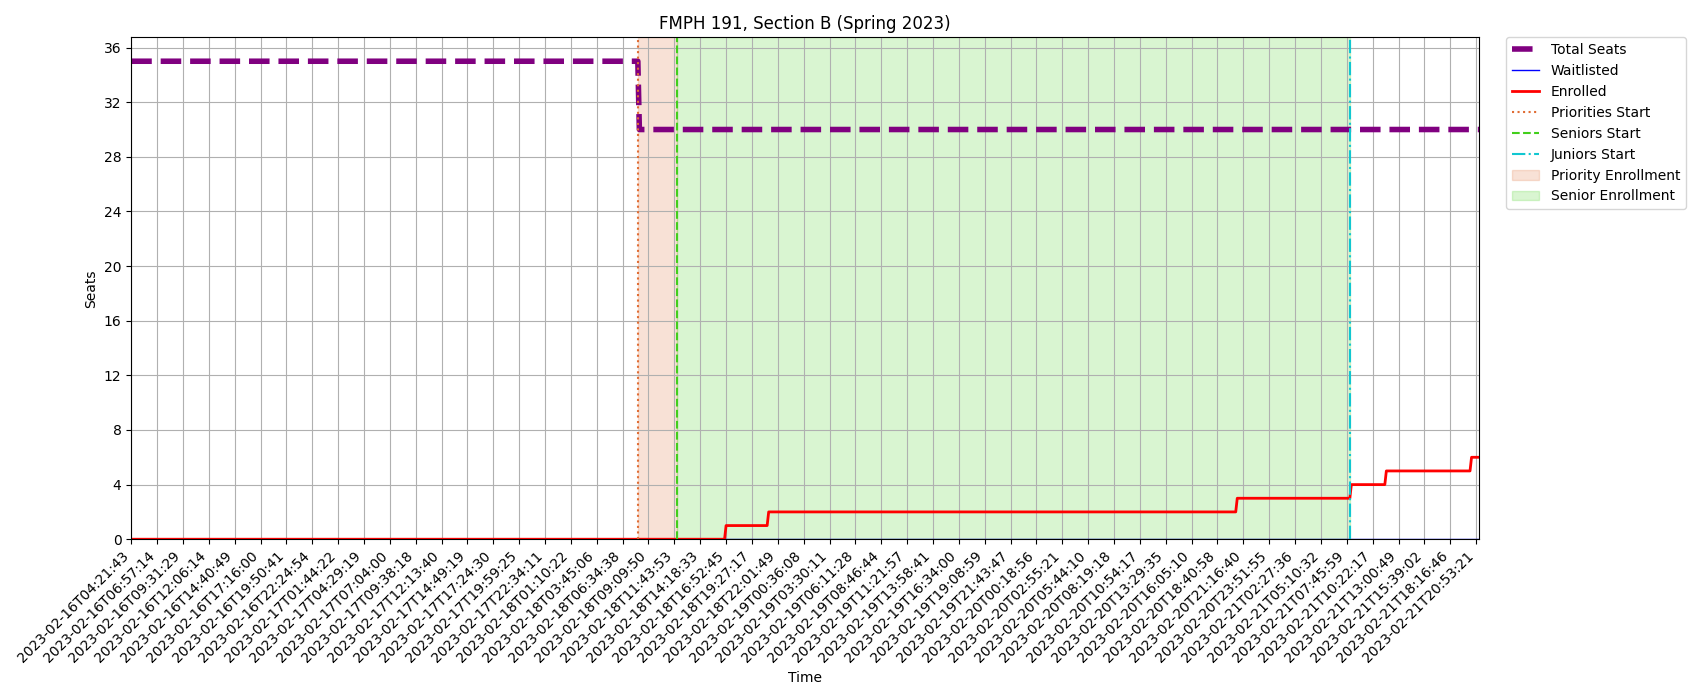 FMPH 191, Section B (Spring 2023)
Total Seats
Waitlisted
Enrolled
Priorities Start
Seniors Start
Juniors Start
Priority Enrollment
Senior Enrollment
Seats
36
32
28
24
20
16
12
8
4
0
2023-02-16T04:21:43
2023-02-16T06:57:14
2023-02-16T09:31:29
2023-02-16T12:06:14
2023-02-16T14:40:49
2023-02-16T17:16:00
2023-02-16T19:50:41
2023-02-16T22:24:54
2023-02-17T01:44:22
2023-02-17T04:29:19
2023-02-17T07:04:00
2023-02-17T09:38:18
2023-02-17T12:13:40
2023-02-17T14:49:19
2023-02-17T17:24:30
2023-02-17T19:59:25
2023-02-17T22:34:11
2023-02-18T01:10:22
2023-02-18T03:45:06
2023-02-18T06:34:38
2023-02-18T09:09:50
2023-02-18T11:43:53
2023-02-18T14:18:33
2023-02-18T16:52:45
2023-02-18T19:27:17
2023-02-18T22:01:49
2023-02-19T00:36:08
2023-02-19T03:30:11
2023-02-19T06:11:28
2023-02-19T08:46:44
2023-02-19T11:21:57
2023-02-19T13:58:41
2023-02-19T16:34:00
2023-02-19T19:08:59
2023-02-19T21:43:47
2023-02-20T00:18:56
2023-02-20T02:55:21
2023-02-20T05:44:10
2023-02-20T08:19:18
2023-02-20T10:54:17
2023-02-20T13:29:35
2023-02-20T16:05:10
2023-02-20T18:40:58
2023-02-20T21:16:40
2023-02-20T23:51:55
2023-02-21T02:27:36
2023-02-21T05:10:32
2023-02-21T07:45:59
2023-02-21T10:22:17
2023-02-21T13:00:49
2023-02-21T15:39:02
2023-02-21T18:16:46
2023-02-21T20:53:21
Time